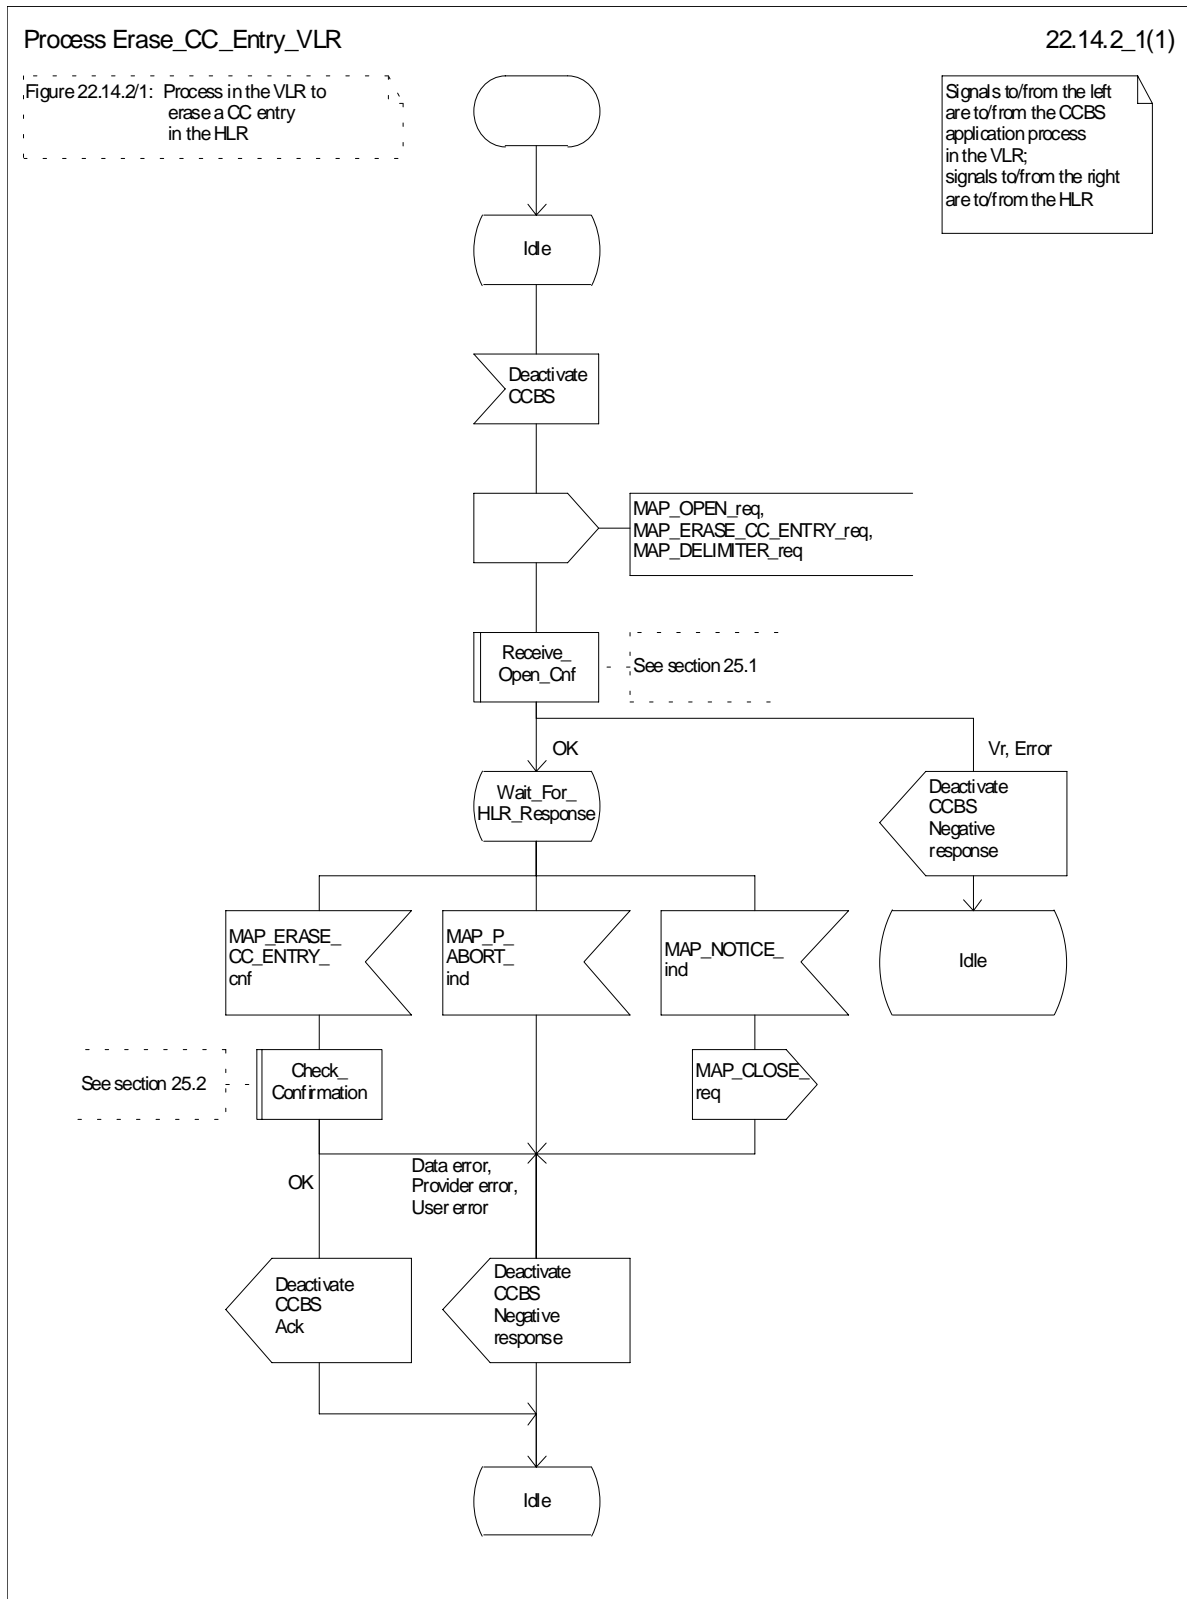 Process Erase_CC_Entry_VLR
22.14.2_1(1)
Figure 22.14.2/1: Process in the VLR to
erase a CC entry
in the HLR
Signals to/from the left
are to/from the CCBS
application process
in the VLR;
signals to/from the right
are to/from the HLR
Idle
Deactivate
CCBS
MAP_OPEN_req,
MAP_ERASE_CC_ENTRY_req,
MAP_DELIMITER_req
Receive_
Open_Cnf
See section 25.1
OK
Vr, Error
Wait_For_
HLR_Response
Deactivate
CCBS
Negative
response
MAP_ERASE_
CC_ENTRY_
cnf
MAP_P_
ABORT_
ind
MAP_NOTICE_
ind
Idle
See section 25.2
Check_
Confirmation
MAP_CLOSE_
req
OK
Data error,
Provider error,
User error
Deactivate
CCBS
Ack
Deactivate
CCBS
Negative
response
Idle